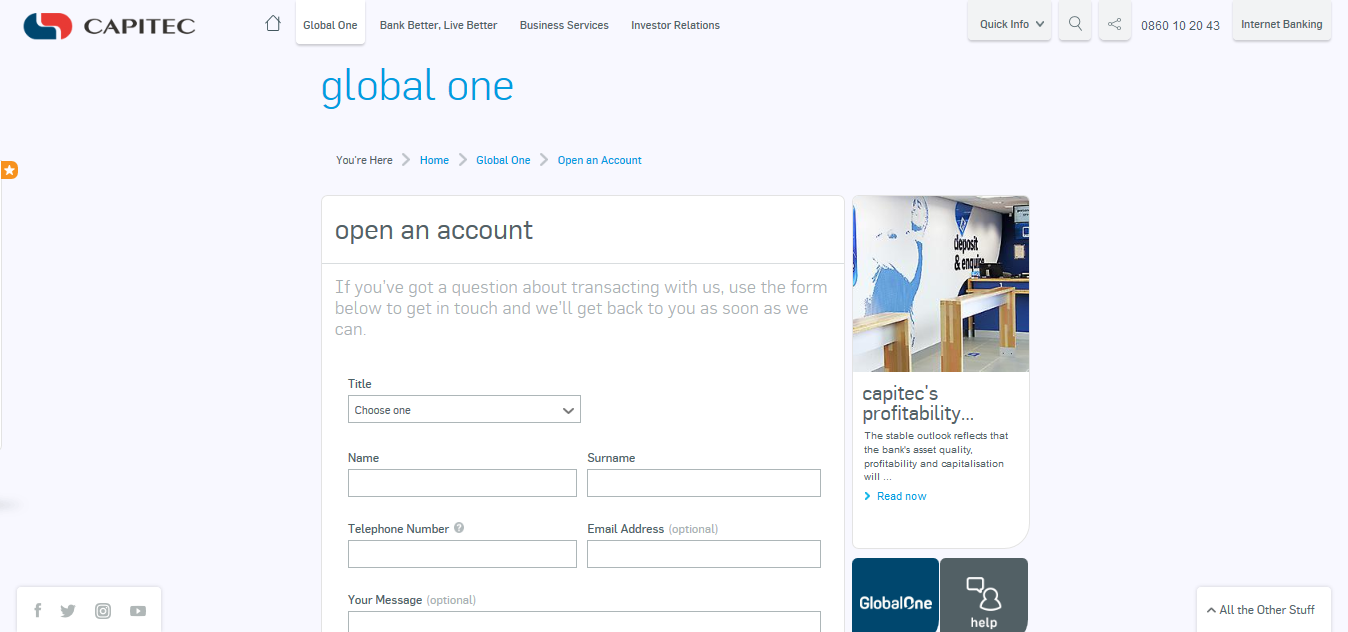 CAPITEC
Global One
Bank Better, Live Better
Business Services
Investor Relations
Quick Info
0860 10 20 43
Internet Banking
global one
You're Here
Home
Global One
Open an Account
open an account
If you've got a question about transacting with us, use the form
below to get in touch and we'll get back to you as soon as we
can.
Title
Choose one
Name
Surname
Telephone Number ?
Email Address (optional)
Your Message (optional)
deposit
& enquire
capitec's
profitability...
The stable outlook reflects that
the bank's asset quality,
profitability and capitalisation
will ...
Read now
GlobalOne
help
All the Other Stuff